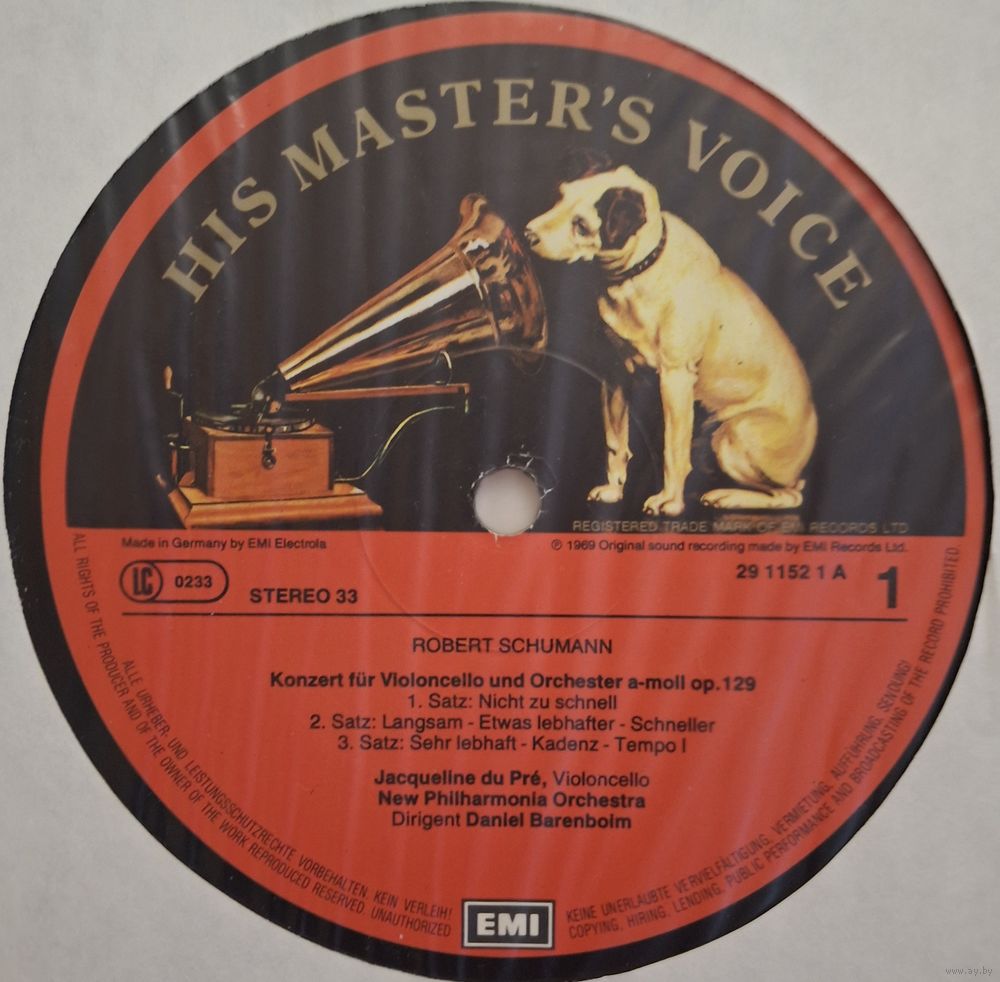 HIS MASTER'S VOICE
REGISTERED TRADE MARK OF EMI RECORDS LTD
Made in Germany by EMI Electrola
℗ 1969 Original sound recording made by EMI Records Ltd.
LC 0233
STEREO 33
29 1152 1 A
1
ROBERT SCHUMANN
Konzert für Violoncello und Orchester a-moll op.129
1. Satz: Nicht zu schnell
2. Satz: Langsam - Etwas lebhafter - Schneller
3. Satz: Sehr lebhaft - Kadenz - Tempo I
Jacqueline du Pré, Violoncello
New Philharmonia Orchestra
Dirigent Daniel Barenboim
ALLE URHEBER, UND LEISTUNGSSCHUTZRECHTE VORBEHALTEN. KEIN VERLEIH! KEINE UNERLAUBTE VERVIELFÄLTIGUNG, VERMIETUNG, AUFFÜHRUNG, SENDUNG!
ALL RIGHTS OF THE PRODUCER AND OF THE OWNER OF THE WORK REPRODUCED RESERVED. UNAUTHORIZED COPYING, HIRING, LENDING, PUBLIC PERFORMANCE AND BROADCASTING OF THE RECORD PROHIBITED
EMI
www.ay.by